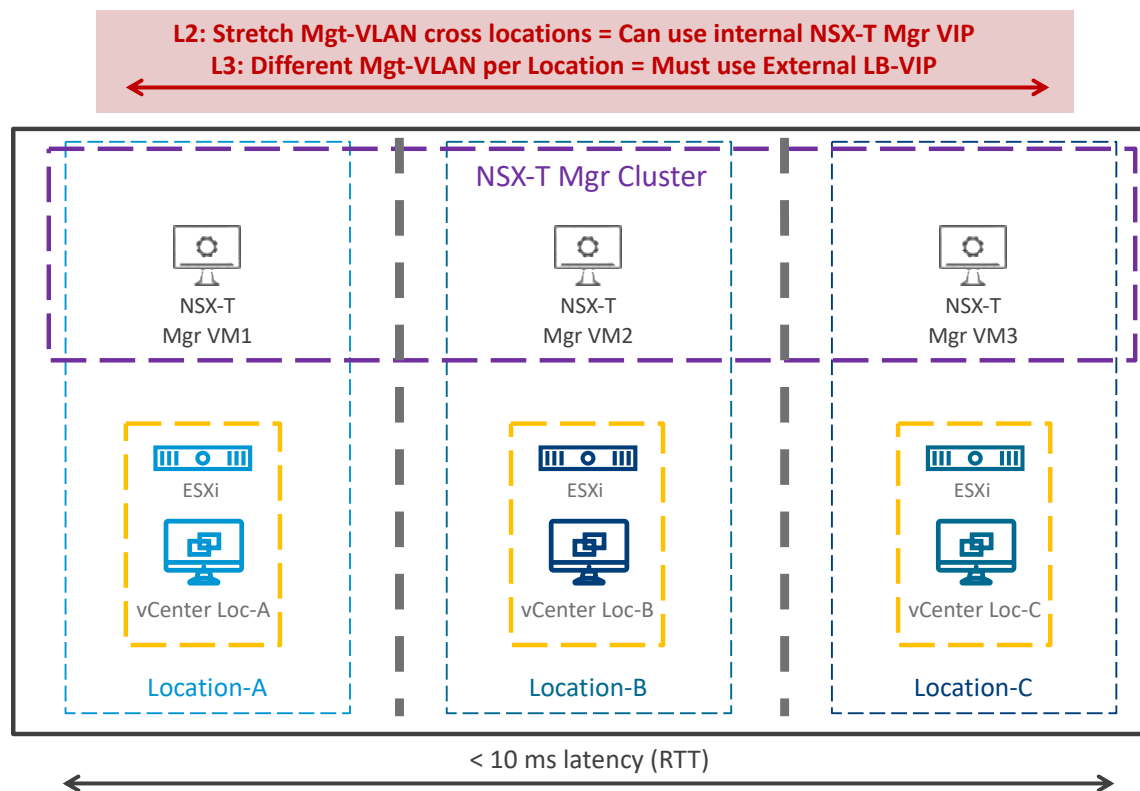 L2: Stretch Mgt-VLAN cross locations = Can use internal NSX-T Mgr VIP
L3: Different Mgt-VLAN per Location = Must use External LB-VIP
NSX-T Mgr Cluster
NSX-T
Mgr VM1
NSX-T
Mgr VM2
NSX-T
Mgr VM3
ESXi
ESXi
ESXi
vCenter Loc-A
vCenter Loc-B
vCenter Loc-C
Location-A
Location-B
Location-C
< 10 ms latency (RTT)